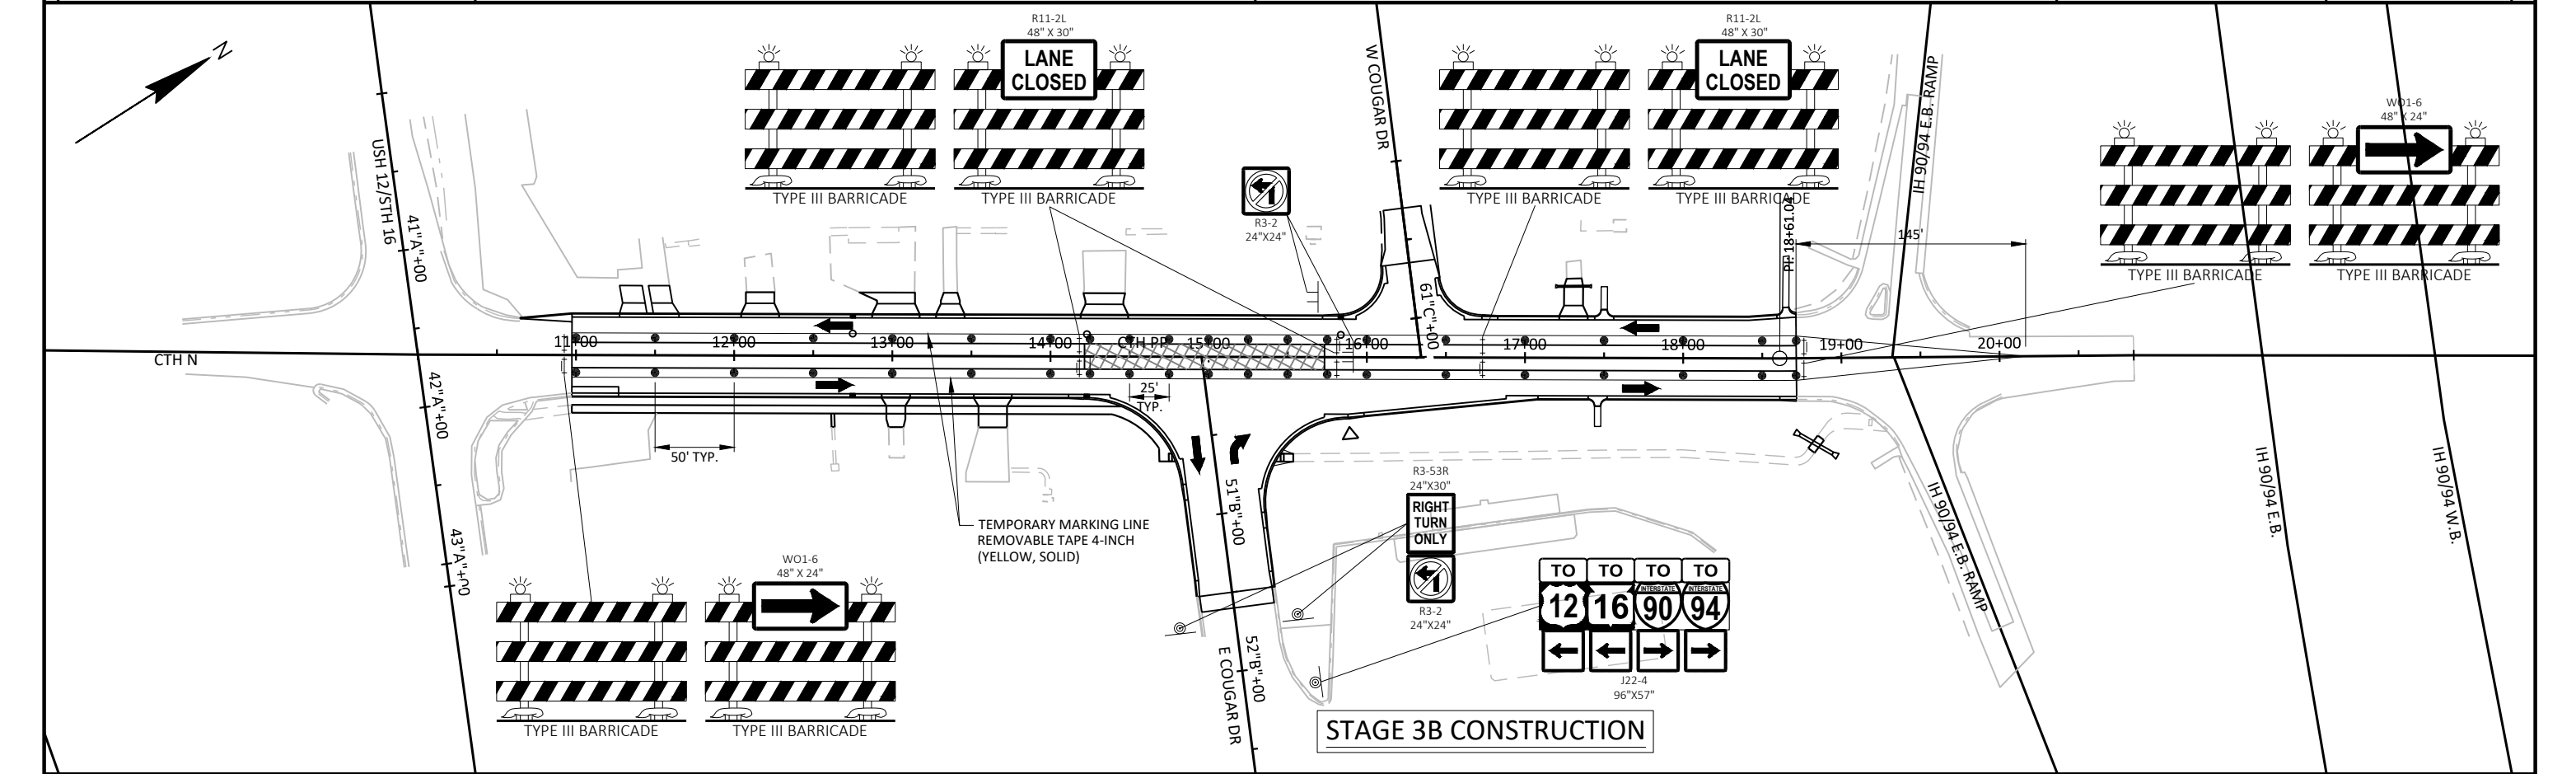 N
R11-2L
48" X 30"
LANE
CLOSED
TYPE III BARRICADE
TYPE III BARRICADE
R11-2L
48" X 30"
LANE
CLOSED
TYPE III BARRICADE
TYPE III BARRICADE
WO1-6
48" X 24"
TYPE III BARRICADE
TYPE III BARRICADE
R3-2
24"X24"
W COUGAR DR
IH 90/94 E.B. RAMP
USH 12/STH 16
41"A"+00
42"A"+00
43"A"+00
PI: 18+61.04
145'
61"C"+00
CTH N
11+00
12+00
13+00
14+00
CTH PP
15+00
16+00
17+00
18+00
19+00
20+00
25'
TYP.
50' TYP.
TEMPORARY MARKING LINE
REMOVABLE TAPE 4-INCH
(YELLOW, SOLID)
51"B"+00
52"B"+00
E COUGAR DR
R3-53R
24"X30"
RIGHT
TURN
ONLY
R3-2
24"X24"
TO TO TO TO
12 16 INTERSTATE 90 INTERSTATE 94
J22-4
96"X57"
IH 90/94 E.B. RAMP
IH 90/94 E.B.
IH 90/94 W.B.
WO1-6
48" X 24"
TYPE III BARRICADE
TYPE III BARRICADE
STAGE 3B CONSTRUCTION